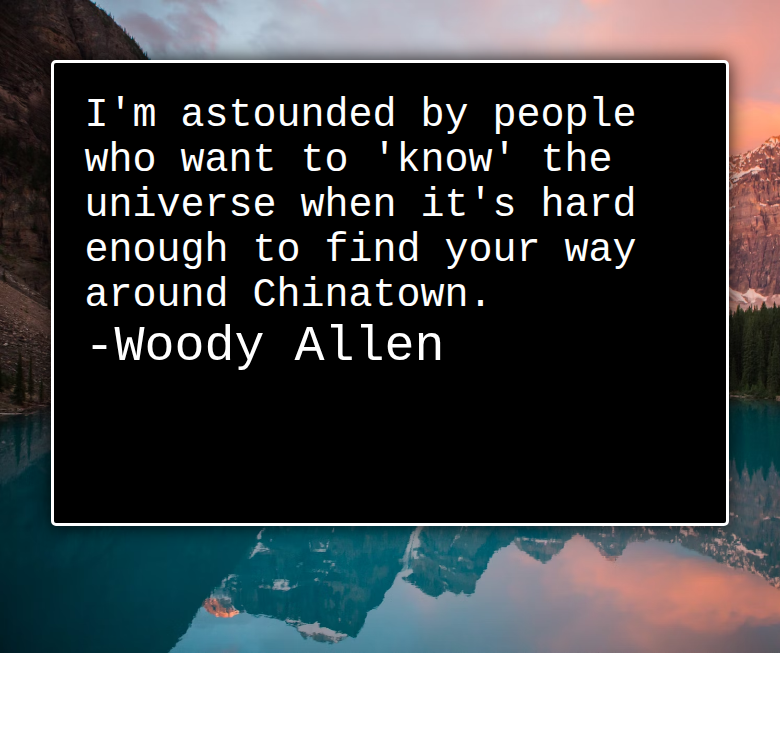 I'm astounded by people
who want to 'know' the
universe when it's hard
enough to find your way
around Chinatown.
-Woody Allen